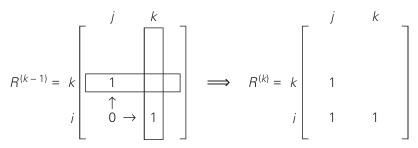 j k j k
R^(k – 1) = k 1 ⟹ R^(k) = k 1
↑
i 0 → 1 i 1 1